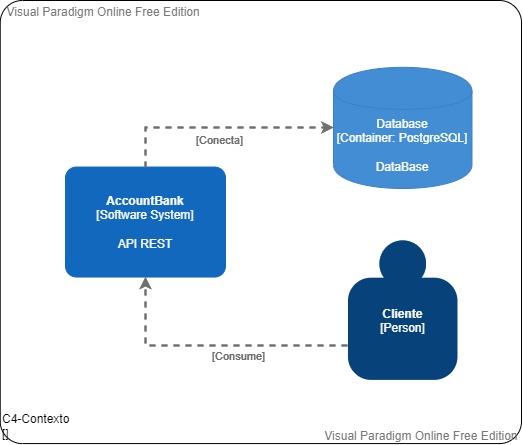 Visual Paradigm Online Free Edition
Database
[Container: PostgreSQL]
DataBase
[Conecta]
AccountBank
[Software System]
API REST
Cliente
[Person]
[Consume]
C4-Contexto
[]
Visual Paradigm Online Free Edition